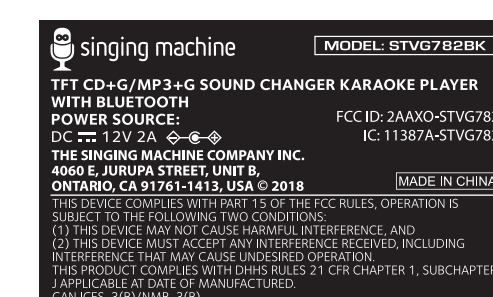 singing machine
MODEL: STVG782BK
TFT CD+G/MP3+G SOUND CHANGER KARAOKE PLAYER
WITH BLUETOOTH
POWER SOURCE:
DC 12V 2A
FCC ID: 2AAXO-STVG782
IC: 11387A-STVG782
THE SINGING MACHINE COMPANY INC.
4060 E, JURUPA STREET, UNIT B,
ONTARIO, CA 91761-1413, USA © 2018
MADE IN CHINA
THIS DEVICE COMPLIES WITH PART 15 OF THE FCC RULES, OPERATION IS
SUBJECT TO THE FOLLOWING TWO CONDITIONS:
(1) THIS DEVICE MAY NOT CAUSE HARMFUL INTERFERENCE, AND
(2) THIS DEVICE MUST ACCEPT ANY INTERFERENCE RECEIVED, INCLUDING
INTERFERENCE THAT MAY CAUSE UNDESIRED OPERATION.
THIS PRODUCT COMPLIES WITH DHHS RULES 21 CFR CHAPTER 1, SUBCHAPTER
J APPLICABLE AT DATE OF MANUFACTURED.
CAN ICES-3(B)/NMB-3(B)